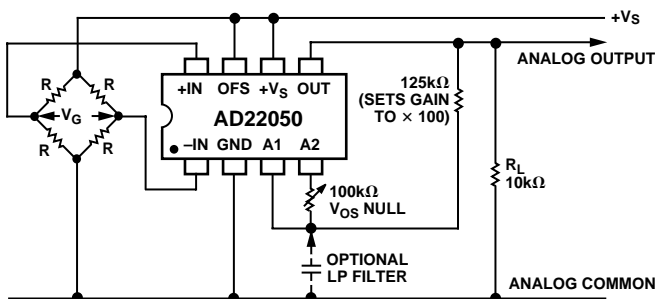 +VS
ANALOG OUTPUT
+IN OFS +VS OUT
AD22050
–IN GND A1 A2
R
R
VG
R
R
125kΩ
(SETS GAIN
TO × 100)
100kΩ
VOS NULL
RL
10kΩ
OPTIONAL
LP FILTER
ANALOG COMMON